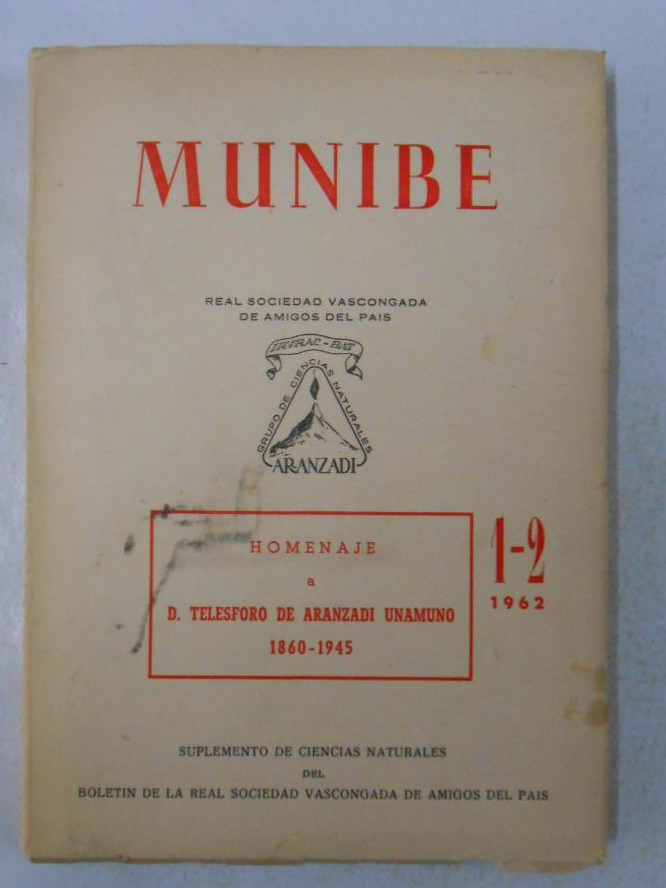 MUNIBE
REAL SOCIEDAD VASCONGADA
DE AMIGOS DEL PAIS
IRVRAC-BAT
GRUPO DE CIENCIAS NATURALES
ARANZADI
HOMENAJE
a
D. TELESFORO DE ARANZADI UNAMUNO
1860-1945
1-2
1962
SUPLEMENTO DE CIENCIAS NATURALES
DEL
BOLETIN DE LA REAL SOCIEDAD VASCONGADA DE AMIGOS DEL PAIS